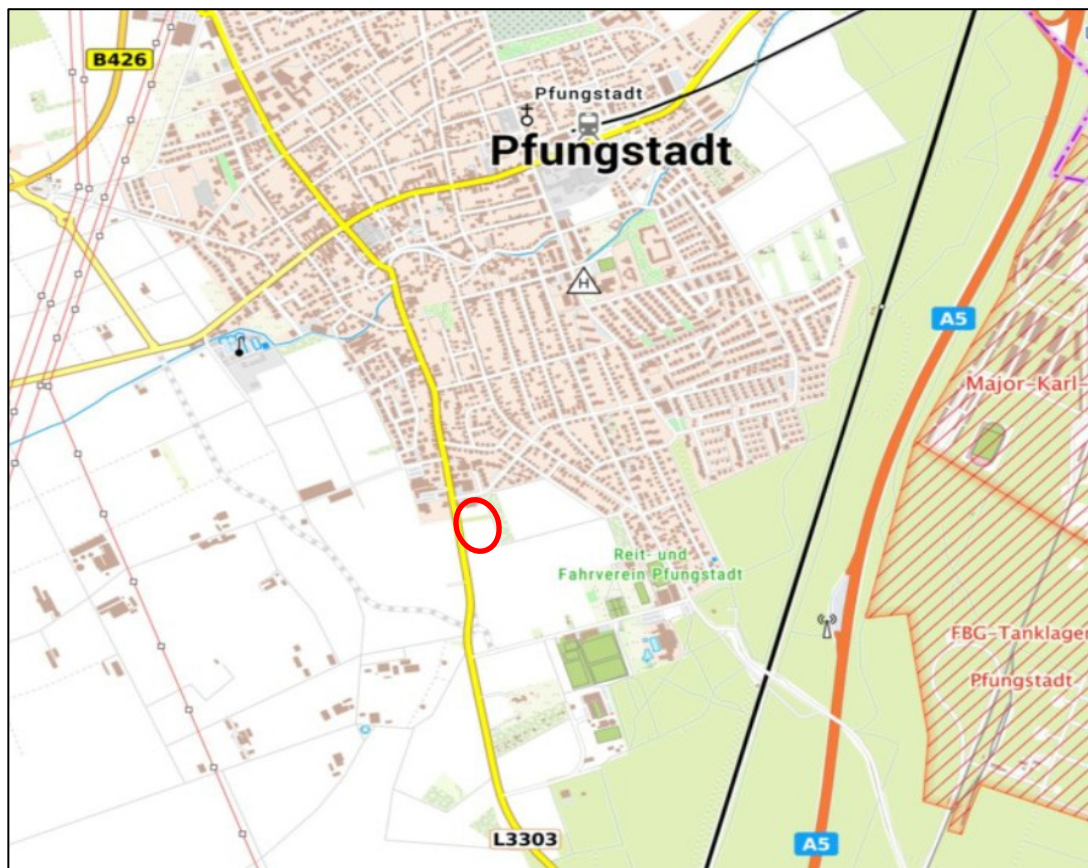 B426
Pfungstadt
Pfungstadt
H
A5
Major-Karl-
Reit- und
Fahrverein Pfungstadt
FBG-Tanklager
Pfungstadt
L3303
A5